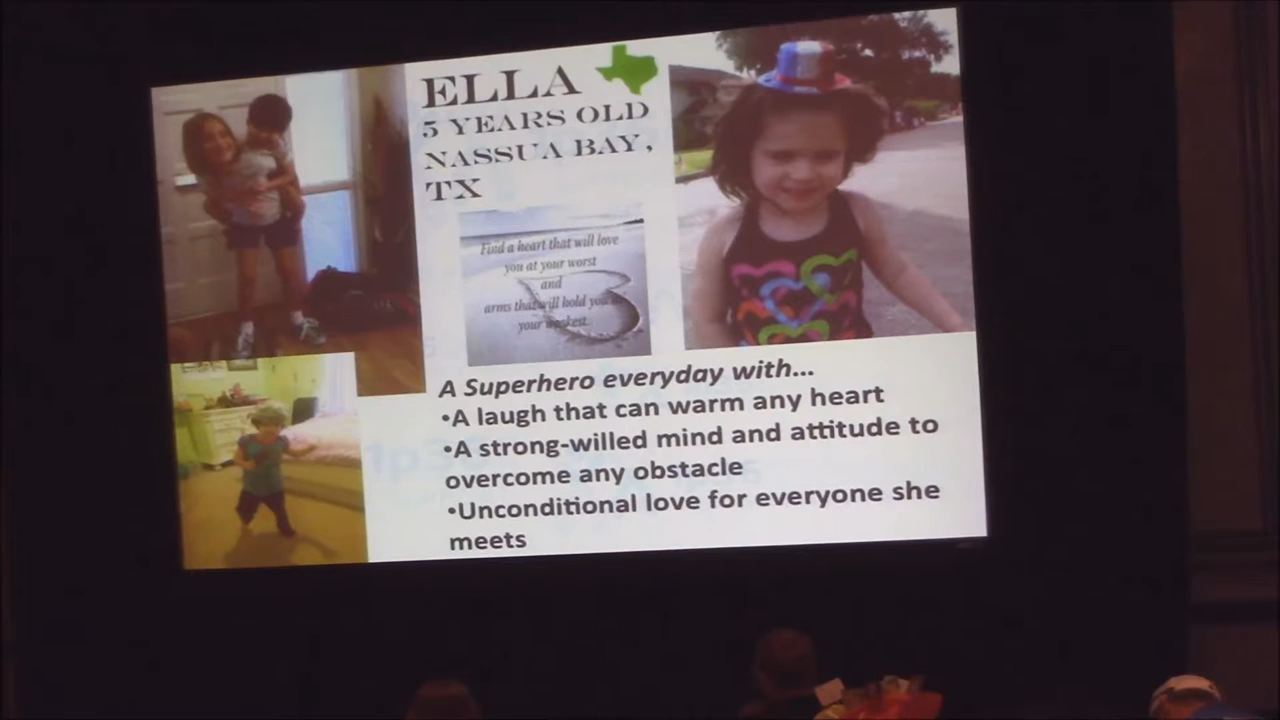 ELLA
5 YEARS OLD
NASSUA BAY,
TX
Find a heart that will love
you at your worst
and
arms that will hold you
your weakest.
A Superhero everyday with...
•A laugh that can warm any heart
•A strong-willed mind and attitude to
overcome any obstacle
•Unconditional love for everyone she
meets